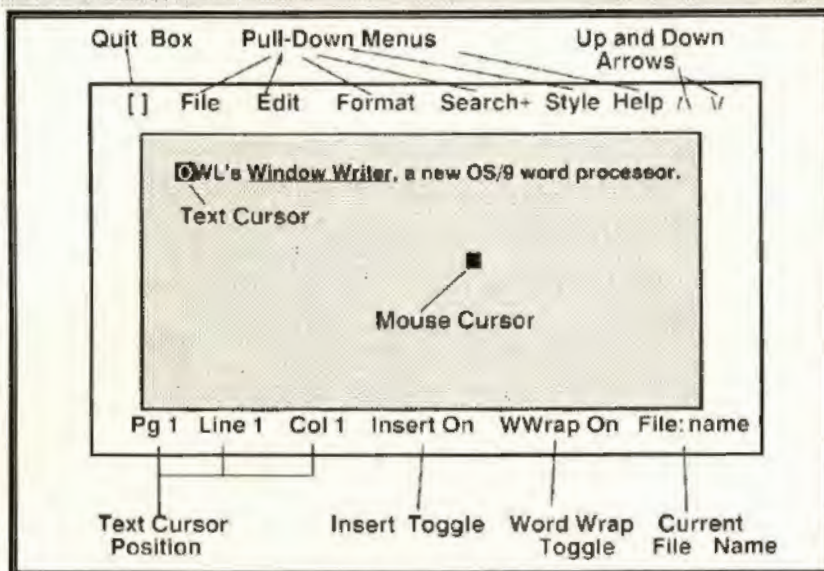 Quit Box Pull-Down Menus Up and Down
Arrows
[ ] File Edit Format Search+ Style Help /\ \/
OWL's Window Writer, a new OS/9 word processor.
Text Cursor
Mouse Cursor
Pg 1 Line 1 Col 1 Insert On WWrap On File: name
Text Cursor Insert Toggle Word Wrap Current
Position Toggle File Name